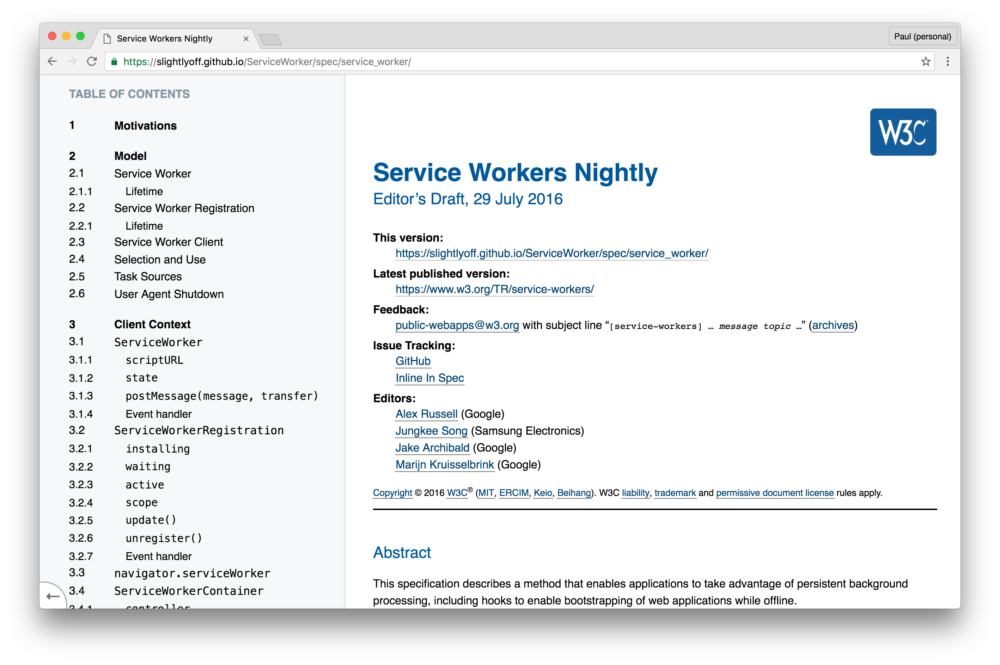 Service Workers Nightly
Paul (personal)
https://slightlyoff.github.io/ServiceWorker/spec/service_worker/
TABLE OF CONTENTS
1 Motivations
2 Model
2.1 Service Worker
2.1.1 Lifetime
2.2 Service Worker Registration
2.2.1 Lifetime
2.3 Service Worker Client
2.4 Selection and Use
2.5 Task Sources
2.6 User Agent Shutdown
3 Client Context
3.1 ServiceWorker
3.1.1 scriptURL
3.1.2 state
3.1.3 postMessage(message, transfer)
3.1.4 Event handler
3.2 ServiceWorkerRegistration
3.2.1 installing
3.2.2 waiting
3.2.3 active
3.2.4 scope
3.2.5 update()
3.2.6 unregister()
3.2.7 Event handler
3.3 navigator.serviceWorker
3.4 ServiceWorkerContainer
3.4.1 controller
W3C®
Service Workers Nightly
Editor’s Draft, 29 July 2016
This version:
https://slightlyoff.github.io/ServiceWorker/spec/service_worker/
Latest published version:
https://www.w3.org/TR/service-workers/
Feedback:
public-webapps@w3.org with subject line “[service-workers] … message topic …” (archives)
Issue Tracking:
GitHub
Inline In Spec
Editors:
Alex Russell (Google)
Jungkee Song (Samsung Electronics)
Jake Archibald (Google)
Marijn Kruisselbrink (Google)
Copyright © 2016 W3C® (MIT, ERCIM, Keio, Beihang). W3C liability, trademark and permissive document license rules apply.
Abstract
This specification describes a method that enables applications to take advantage of persistent background
processing, including hooks to enable bootstrapping of web applications while offline.